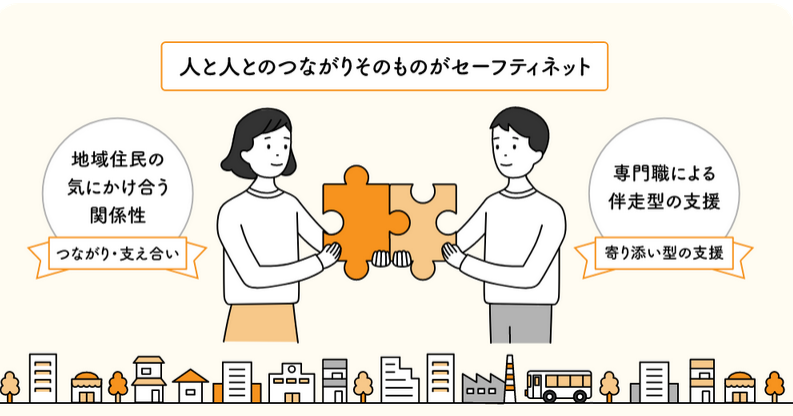 人と人とのつながりそのものがセーフティネット
地域住民の
気にかけ合う
関係性
つながり・支え合い
専門職による
伴走型の支援
寄り添い型の支援